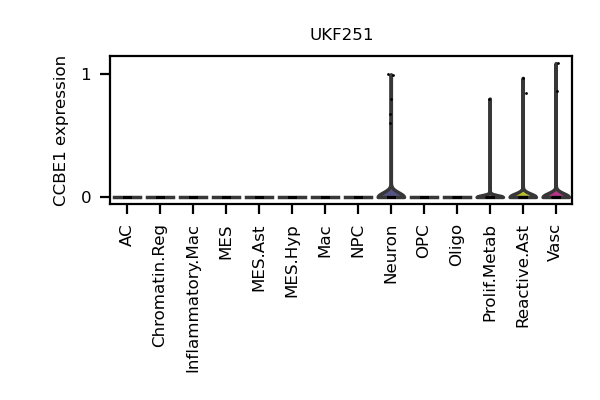 UKF251
CCBE1 expression
1
0
AC
Chromatin.Reg
Inflammatory.Mac
MES
MES.Ast
MES.Hyp
Mac
NPC
Neuron
OPC
Oligo
Prolif.Metab
Reactive.Ast
Vasc